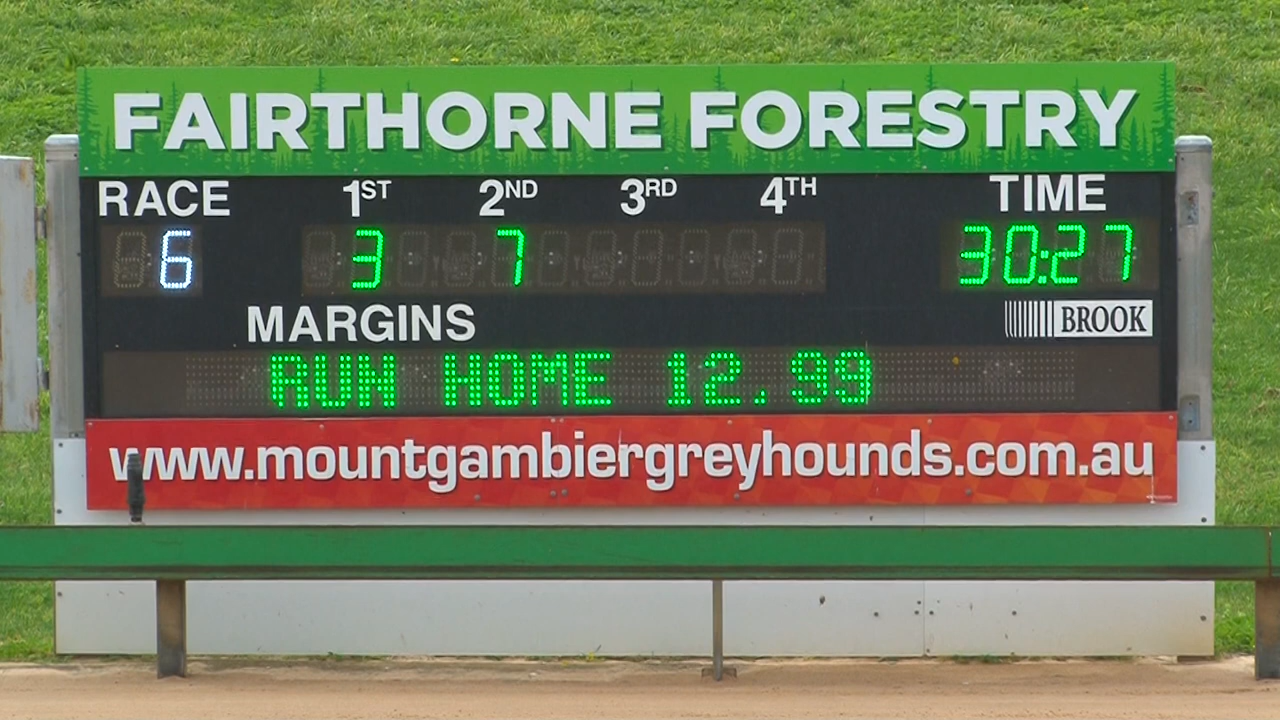 FAIRTHORNE FORESTRY
RACE 1ST 2ND 3RD 4TH TIME
6 3 7 30:27
MARGINS BROOK
RUN HOME 12.99
www.mountgambiergreyhounds.com.au